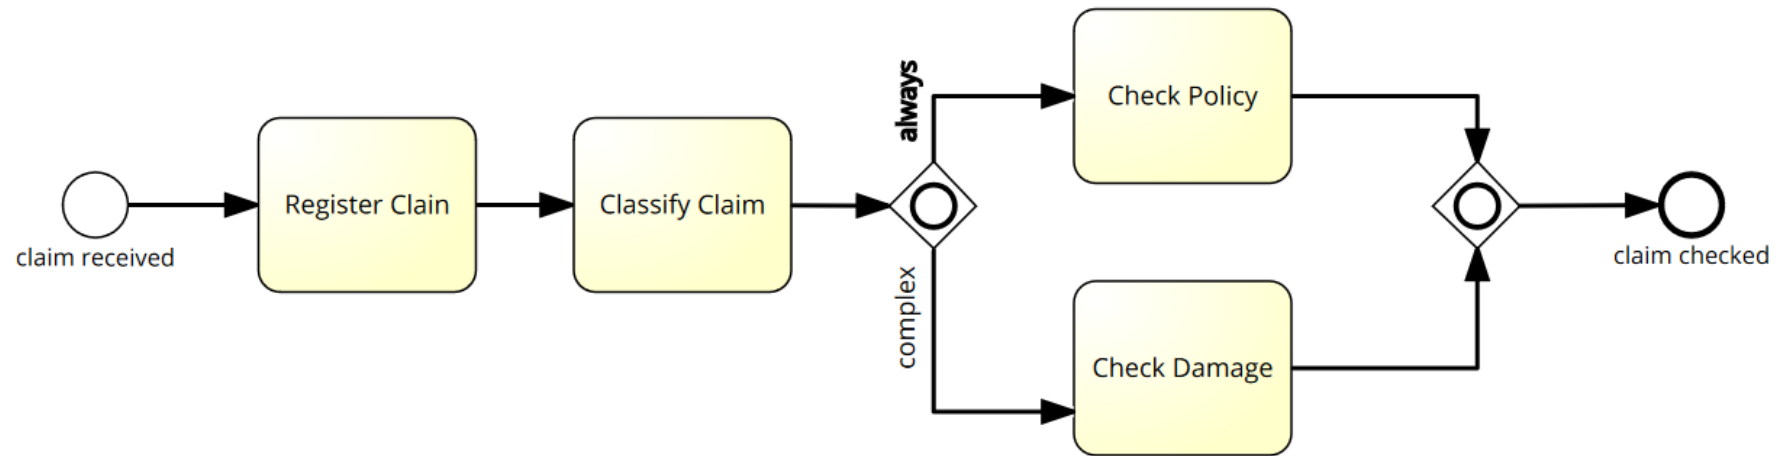 claim received
Register Clain
Classify Claim
always
complex
Check Policy
Check Damage
claim checked